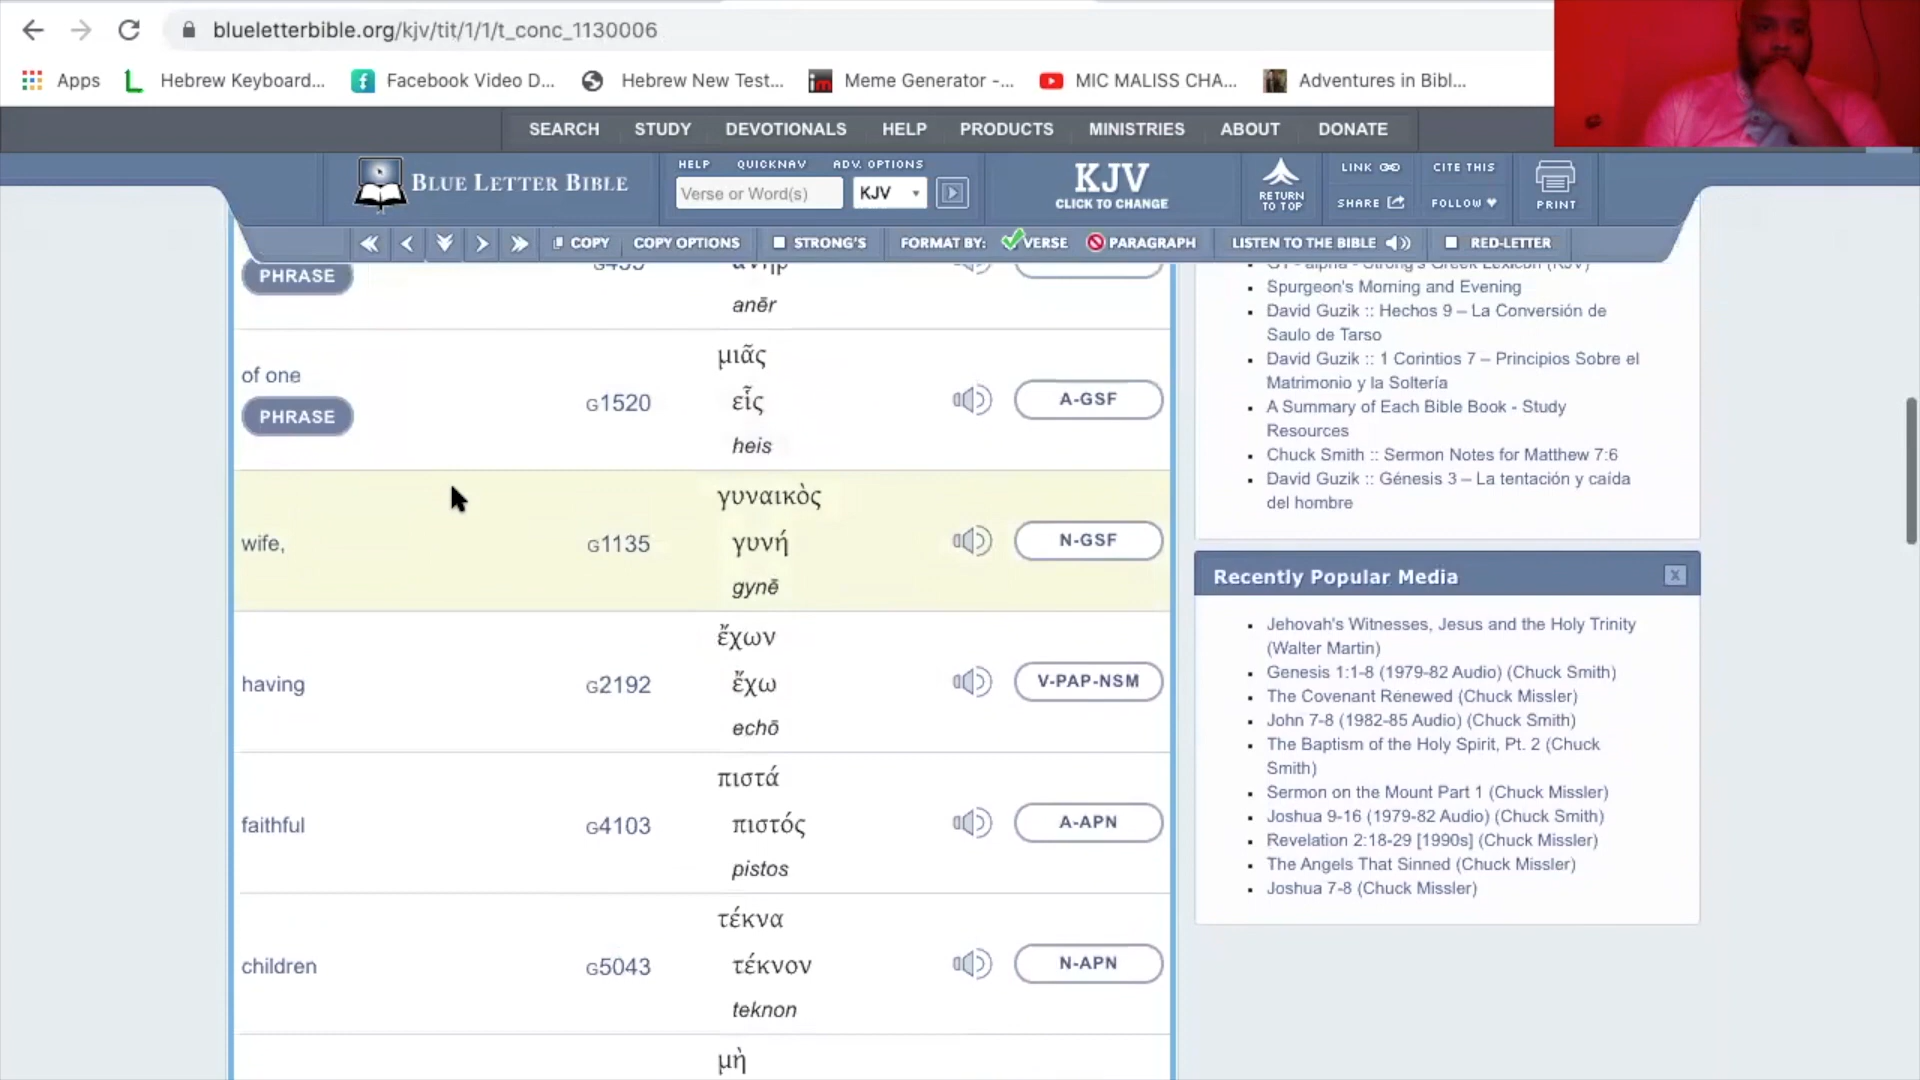 blueletterbible.org/kjv/tit/1/1/t_conc_1130006
Apps
Hebrew Keyboard...
Facebook Video D...
Hebrew New Test...
Meme Generator -...
MIC MALISS CHA...
Adventures in Bibl...
SEARCH STUDY DEVOTIONALS HELP PRODUCTS MINISTRIES ABOUT DONATE
BLUE LETTER BIBLE
HELP QUICKNAV ADV. OPTIONS
Verse or Word(s)
KJV
KJV
CLICK TO CHANGE
RETURN
TO TOP
LINK
SHARE
CITE THIS
FOLLOW
PRINT
COPY
COPY OPTIONS
STRONG'S
FORMAT BY:
VERSE
PARAGRAPH
LISTEN TO THE BIBLE
RED-LETTER
PHRASE
G435
ἀνήρ
anēr
of one
PHRASE
G1520
μιᾶς
εἷς
heis
A-GSF
wife,
G1135
γυναικὸς
γυνή
gynē
N-GSF
having
G2192
ἔχων
ἔχω
echō
V-PAP-NSM
faithful
G4103
πιστά
πιστός
pistos
A-APN
children
G5043
τέκνα
τέκνον
teknon
N-APN
μὴ
G1 - alpha - Strong's Greek Lexicon (KJV)
Spurgeon's Morning and Evening
David Guzik :: Hechos 9 – La Conversión de
Saulo de Tarso
David Guzik :: 1 Corintios 7 – Principios Sobre el
Matrimonio y la Soltería
A Summary of Each Bible Book - Study
Resources
Chuck Smith :: Sermon Notes for Matthew 7:6
David Guzik :: Génesis 3 – La tentación y caída
del hombre
Recently Popular Media
x
Jehovah's Witnesses, Jesus and the Holy Trinity
(Walter Martin)
Genesis 1:1-8 (1979-82 Audio) (Chuck Smith)
The Covenant Renewed (Chuck Missler)
John 7-8 (1982-85 Audio) (Chuck Smith)
The Baptism of the Holy Spirit, Pt. 2 (Chuck
Smith)
Sermon on the Mount Part 1 (Chuck Missler)
Joshua 9-16 (1979-82 Audio) (Chuck Smith)
Revelation 2:18-29 [1990s] (Chuck Missler)
The Angels That Sinned (Chuck Missler)
Joshua 7-8 (Chuck Missler)